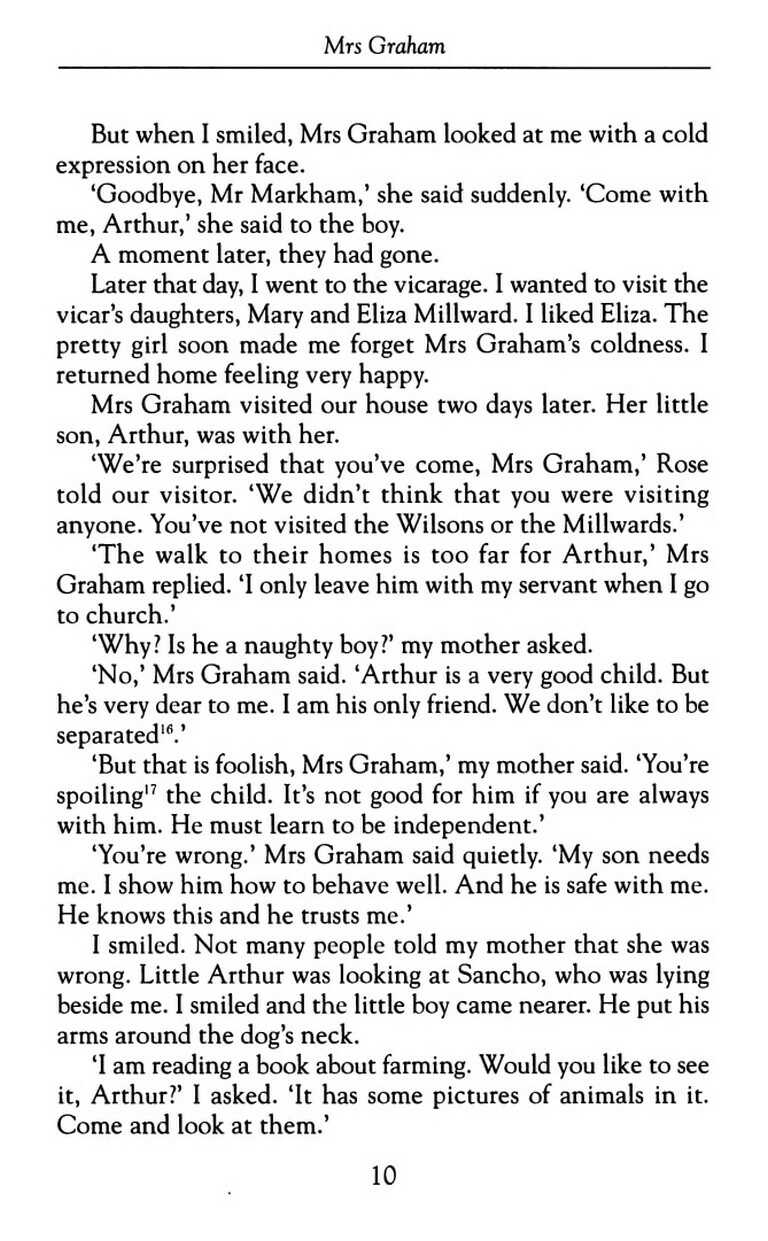 Mrs Graham
But when I smiled, Mrs Graham looked at me with a cold
expression on her face.
‘Goodbye, Mr Markham,’ she said suddenly. ‘Come with
me, Arthur,’ she said to the boy.
A moment later, they had gone.
Later that day, I went to the vicarage. I wanted to visit the
vicar’s daughters, Mary and Eliza Millward. I liked Eliza. The
pretty girl soon made me forget Mrs Graham’s coldness. I
returned home feeling very happy.
Mrs Graham visited our house two days later. Her little
son, Arthur, was with her.
‘We’re surprised that you’ve come, Mrs Graham,’ Rose
told our visitor. ‘We didn’t think that you were visiting
anyone. You’ve not visited the Wilsons or the Millwards.’
‘The walk to their homes is too far for Arthur,’ Mrs
Graham replied. ‘I only leave him with my servant when I go
to church.’
‘Why? Is he a naughty boy?’ my mother asked.
‘No,’ Mrs Graham said. ‘Arthur is a very good child. But
he’s very dear to me. I am his only friend. We don’t like to be
separated¹⁶.’
‘But that is foolish, Mrs Graham,’ my mother said. ‘You’re
spoiling¹⁷ the child. It’s not good for him if you are always
with him. He must learn to be independent.’
‘You’re wrong.’ Mrs Graham said quietly. ‘My son needs
me. I show him how to behave well. And he is safe with me.
He knows this and he trusts me.’
I smiled. Not many people told my mother that she was
wrong. Little Arthur was looking at Sancho, who was lying
beside me. I smiled and the little boy came nearer. He put his
arms around the dog’s neck.
‘I am reading a book about farming. Would you like to see
it, Arthur?’ I asked. ‘It has some pictures of animals in it.
Come and look at them.’
10